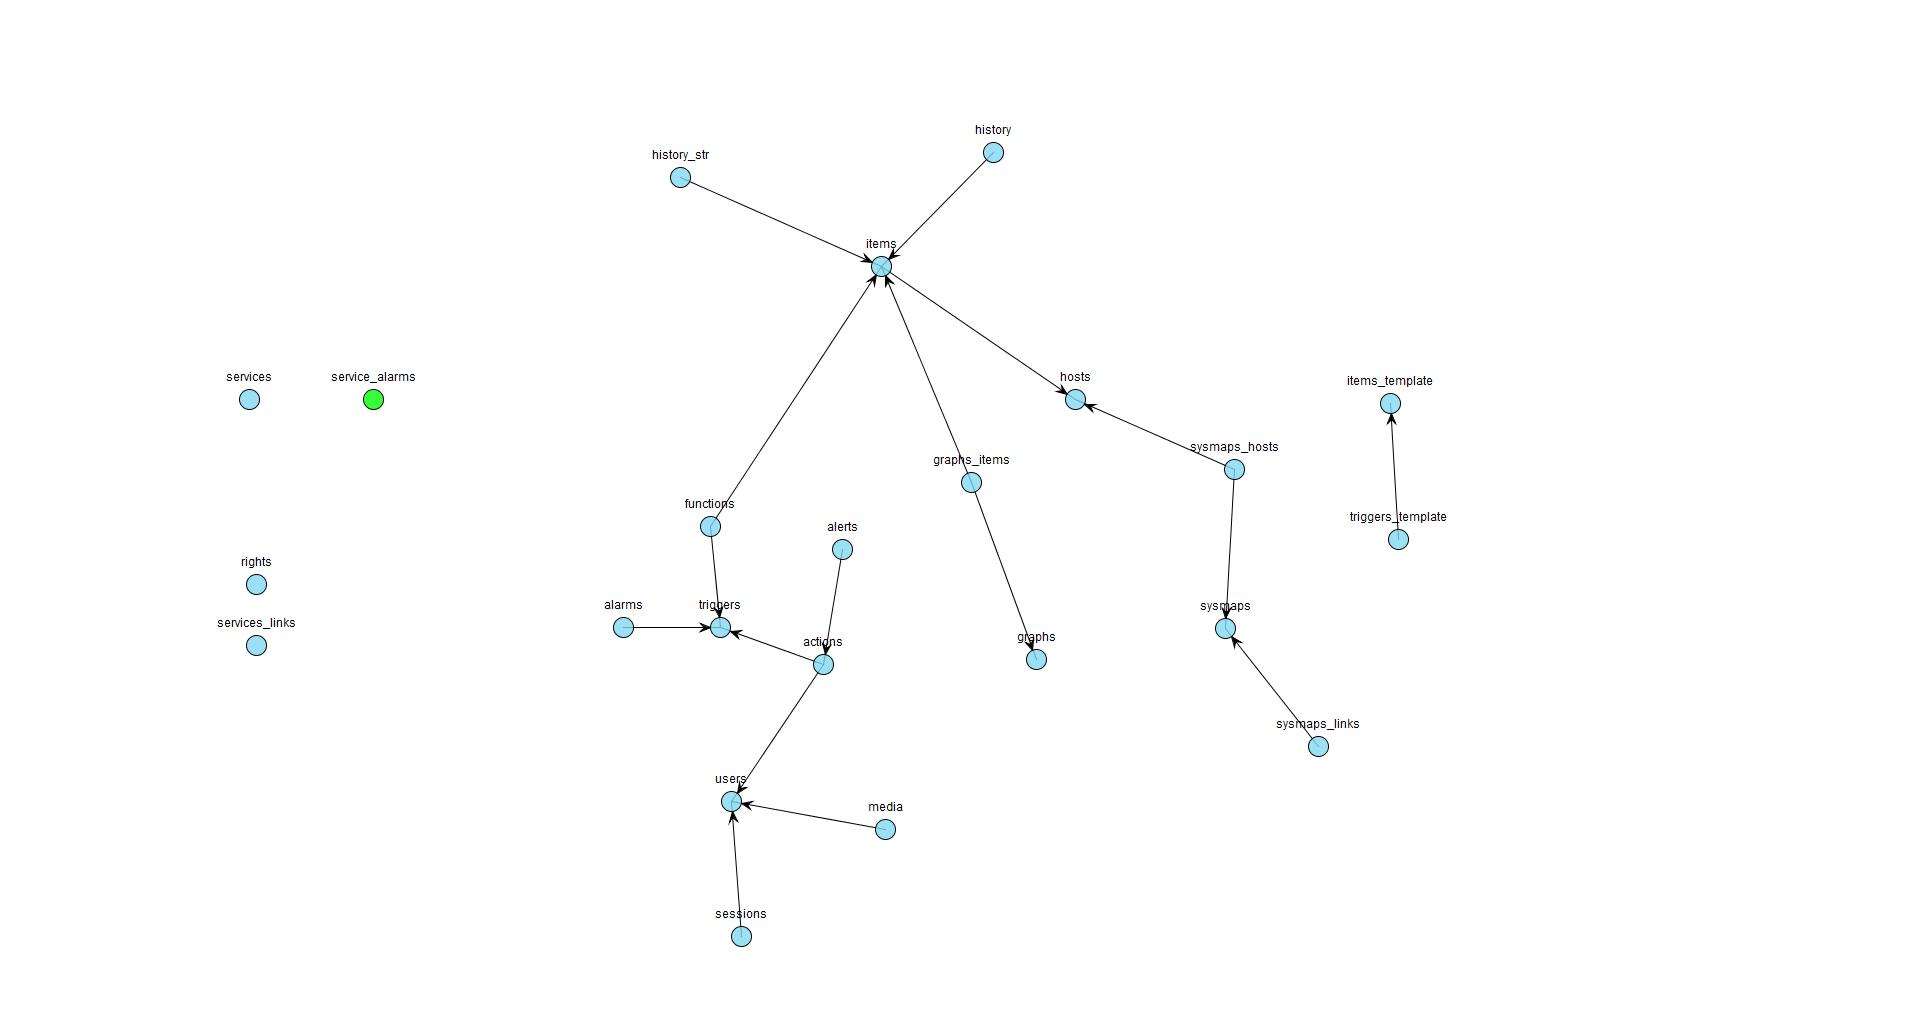 history
history_str
items
services
service_alarms
hosts
items_template
sysmaps_hosts
graphs_items
functions
triggers_template
alerts
rights
alarms
triggers
sysmaps
services_links
graphs
actions
sysmaps_links
users
media
sessions